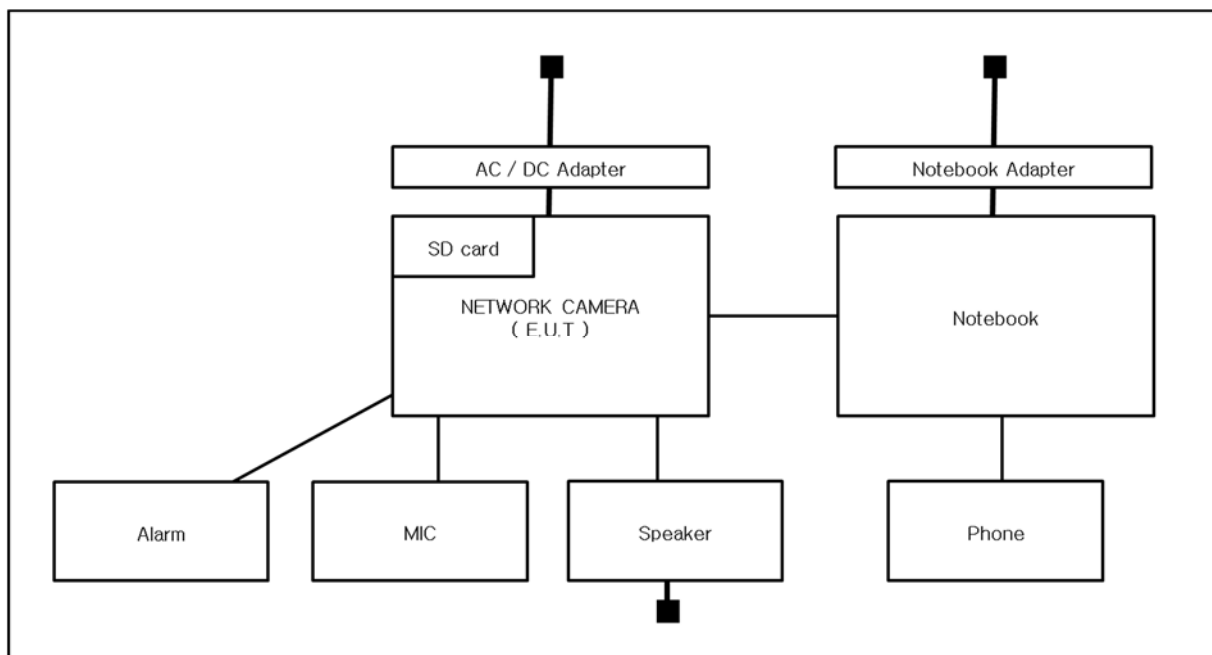 AC / DC Adapter
Notebook Adapter
SD card
NETWORK CAMERA
( E.U.T )
Notebook
Alarm
MIC
Speaker
Phone